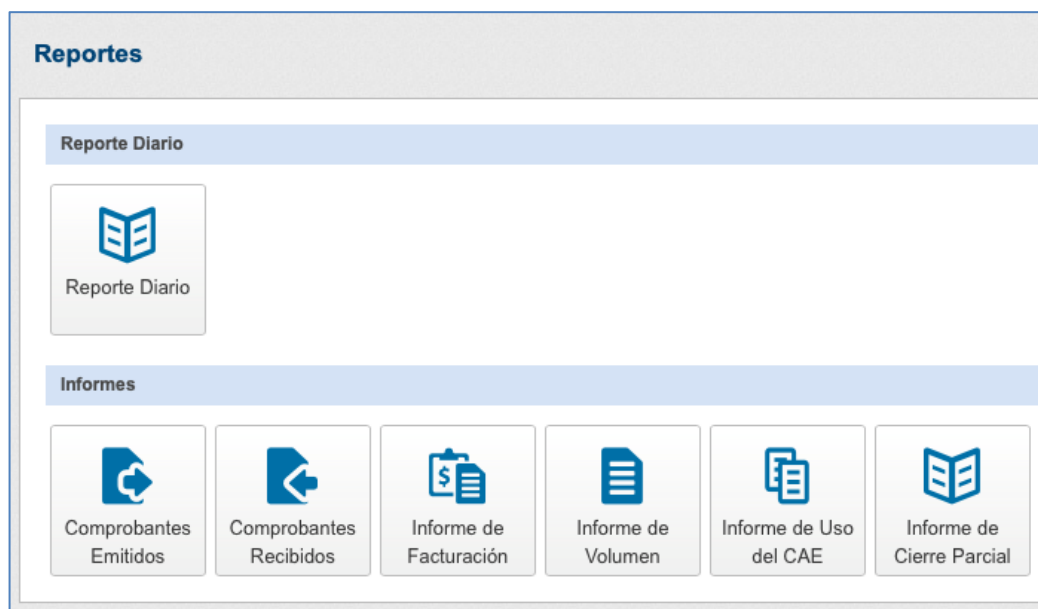 Reportes
Reporte Diario
Reporte Diario
Informes
Comprobantes
Emitidos
Comprobantes
Recibidos
$
Informe de
Facturación
Informe de
Volumen
Informe de Uso
del CAE
Informe de
Cierre Parcial